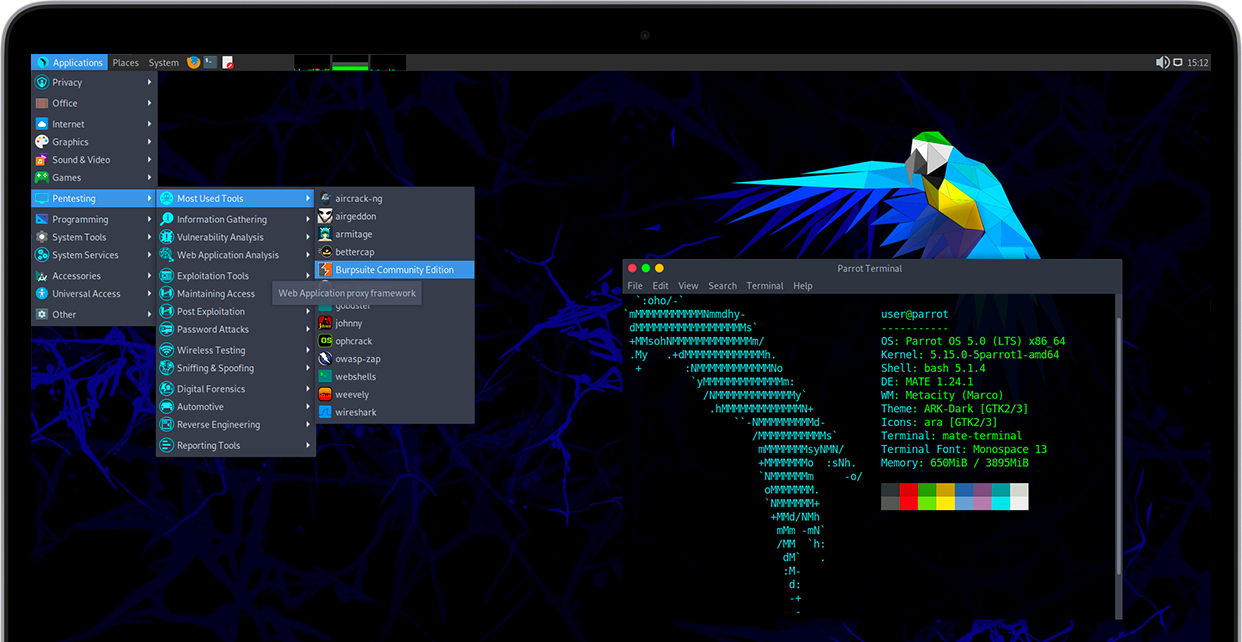 Applications Places System 15:12
Privacy
Office
Internet
Graphics
Sound & Video
Games
Pentesting
Programming
System Tools
System Services
Accessories
Universal Access
Other
Most Used Tools
Information Gathering
Vulnerability Analysis
Web Application Analysis
Exploitation Tools
Maintaining Access
Post Exploitation
Password Attacks
Wireless Testing
Sniffing & Spoofing
Digital Forensics
Automotive
Reverse Engineering
Reporting Tools
aircrack-ng
airgeddon
armitage
bettercap
Burpsuite Community Edition
Web Application proxy framework
johnny
ophcrack
owasp-zap
webshells
weevely
wireshark
Parrot Terminal
File Edit View Search Terminal Help
user@parrot
-----------
OS: Parrot OS 5.0 (LTS) x86_64
Kernel: 5.15.0-5parrot1-amd64
Shell: bash 5.1.4
DE: MATE 1.24.1
WM: Metacity (Marco)
Theme: ARK-Dark [GTK2/3]
Icons: ara [GTK2/3]
Terminal: mate-terminal
Terminal Font: Monospace 13
Memory: 650MiB / 3895MiB